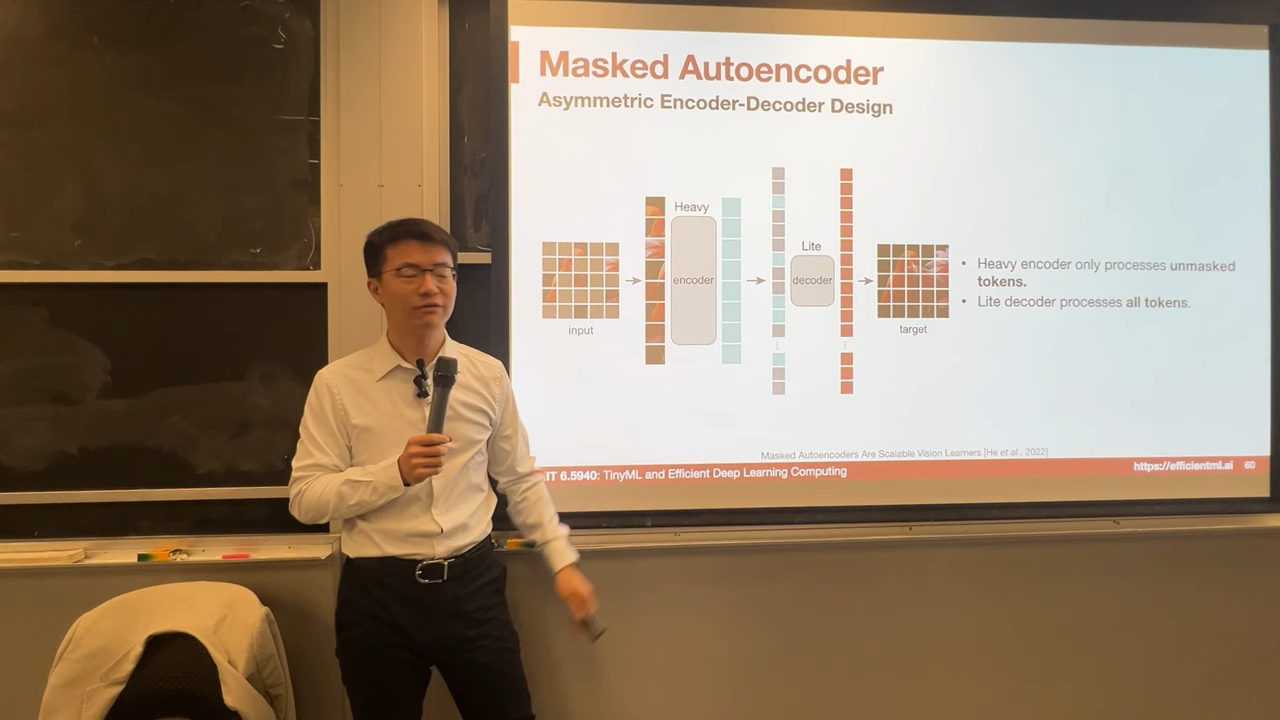 Masked Autoencoder
Asymmetric Encoder-Decoder Design
Heavy
encoder
Lite
decoder
input
target
• Heavy encoder only processes unmasked
tokens.
• Lite decoder processes all tokens.
Masked Autoencoders Are Scalable Vision Learners [He et al., 2022]
IT 6.5940: TinyML and Efficient Deep Learning Computing
https://efficientml.ai 60